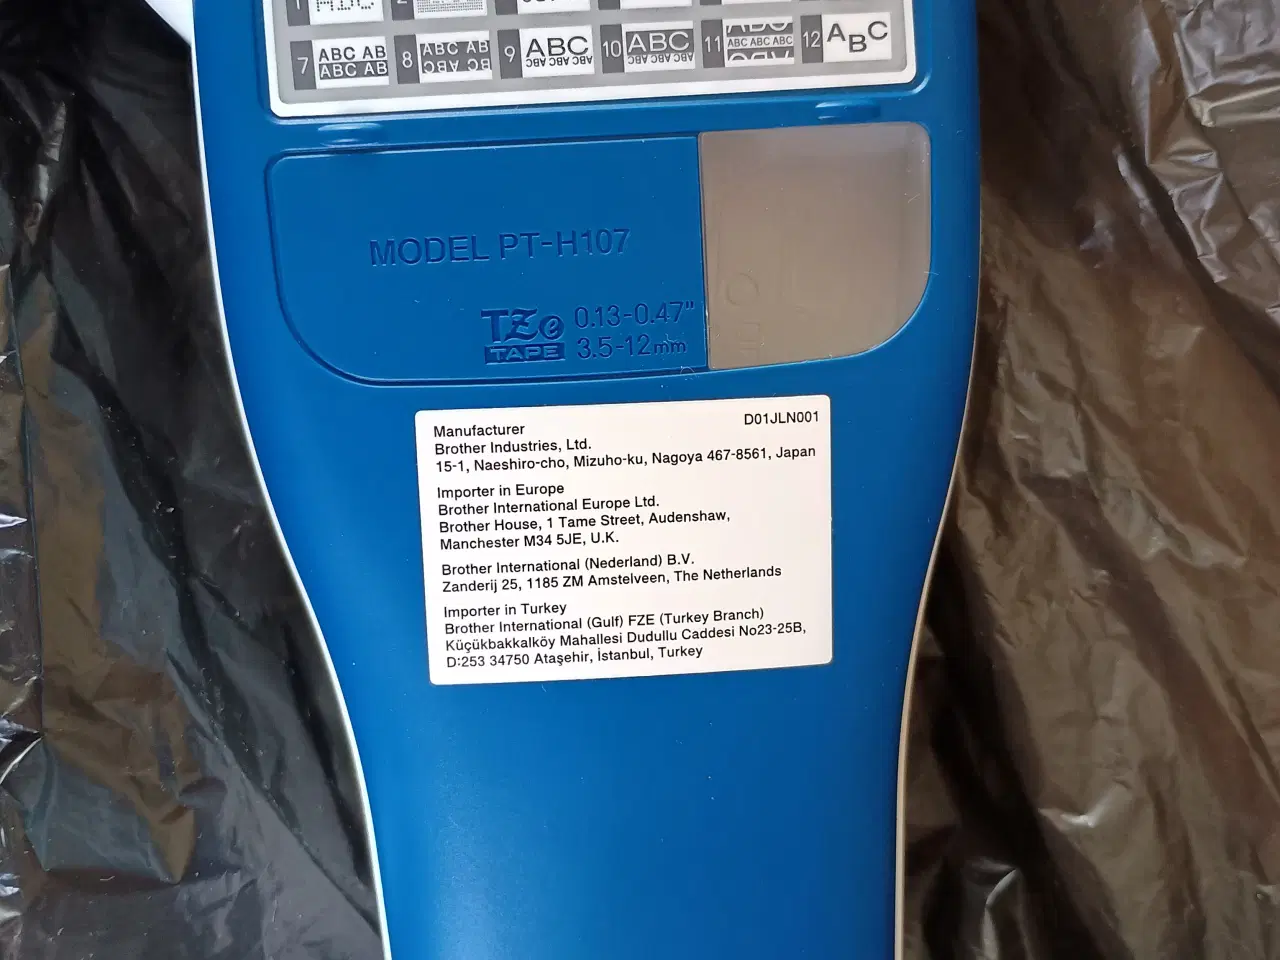 7 ABC AB 8 ABC AB 9 ABC 10 ABC 11 ABC ABC ABC 12 ABC
ABC AB
MODEL PT-H107
TZe 0.13-0.47"
TAPE 3.5-12mm
D01JLN001
Manufacturer
Brother Industries, Ltd.
15-1, Naeshiro-cho, Mizuho-ku, Nagoya 467-8561, Japan
Importer in Europe
Brother International Europe Ltd.
Brother House, 1 Tame Street, Audenshaw,
Manchester M34 5JE, U.K.
Brother International (Nederland) B.V.
Zanderij 25, 1185 ZM Amstelveen, The Netherlands
Importer in Turkey
Brother International (Gulf) FZE (Turkey Branch)
Küçükbakkalköy Mahallesi Dudullu Caddesi No23-25B,
D:253 34750 Ataşehir, İstanbul, Turkey